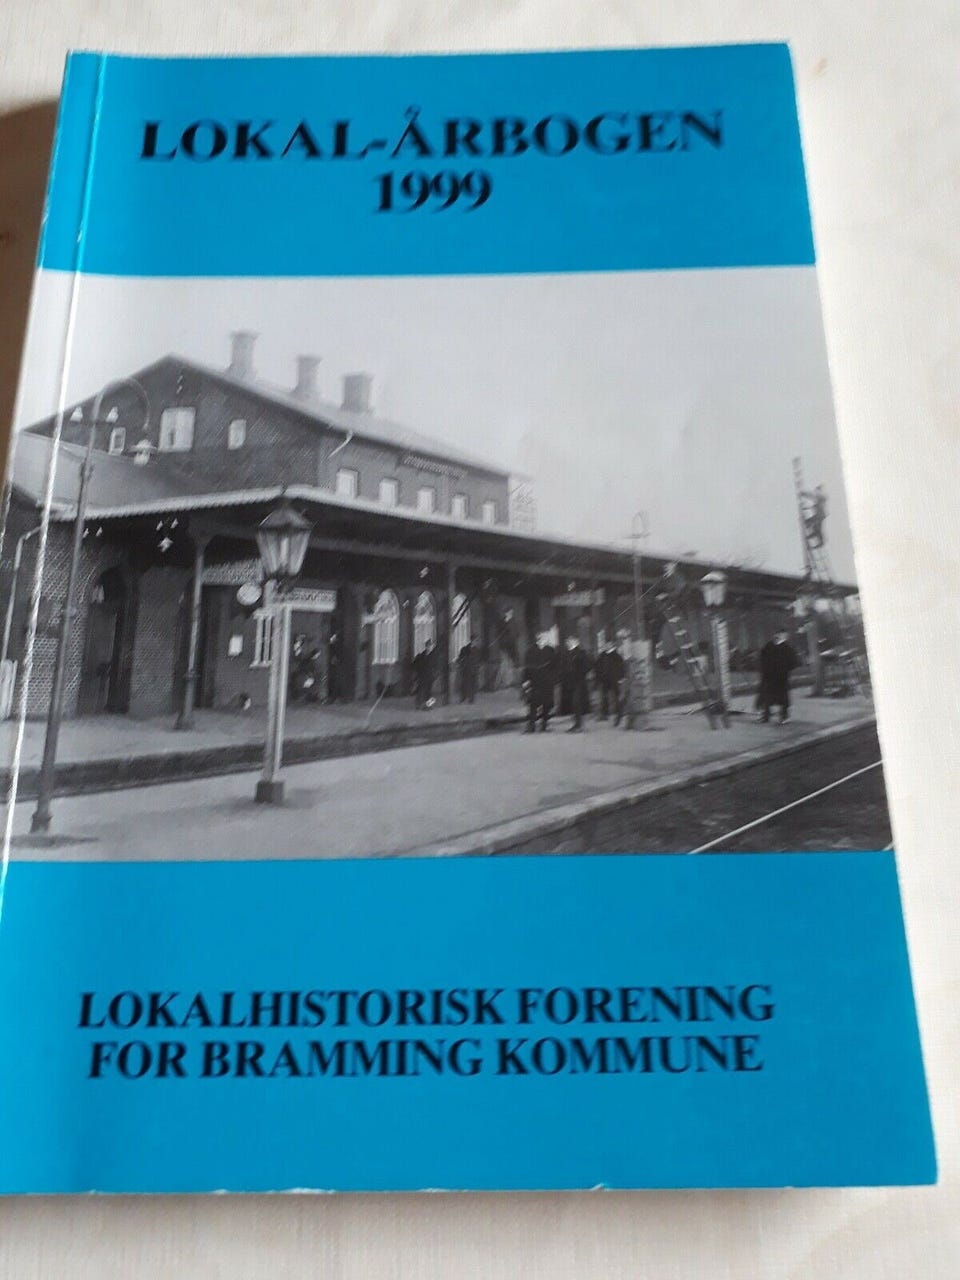 LOKAL-ÅRBOGEN
1999
LOKALHISTORISK FORENING
FOR BRAMMING KOMMUNE